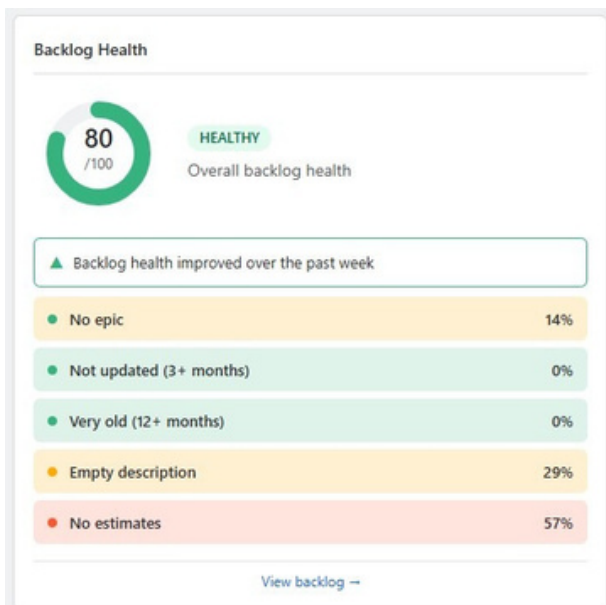 Backlog Health
80
/100
HEALTHY
Overall backlog health
▲ Backlog health improved over the past week
No epic 14%
Not updated (3+ months) 0%
Very old (12+ months) 0%
Empty description 29%
No estimates 57%
View backlog →